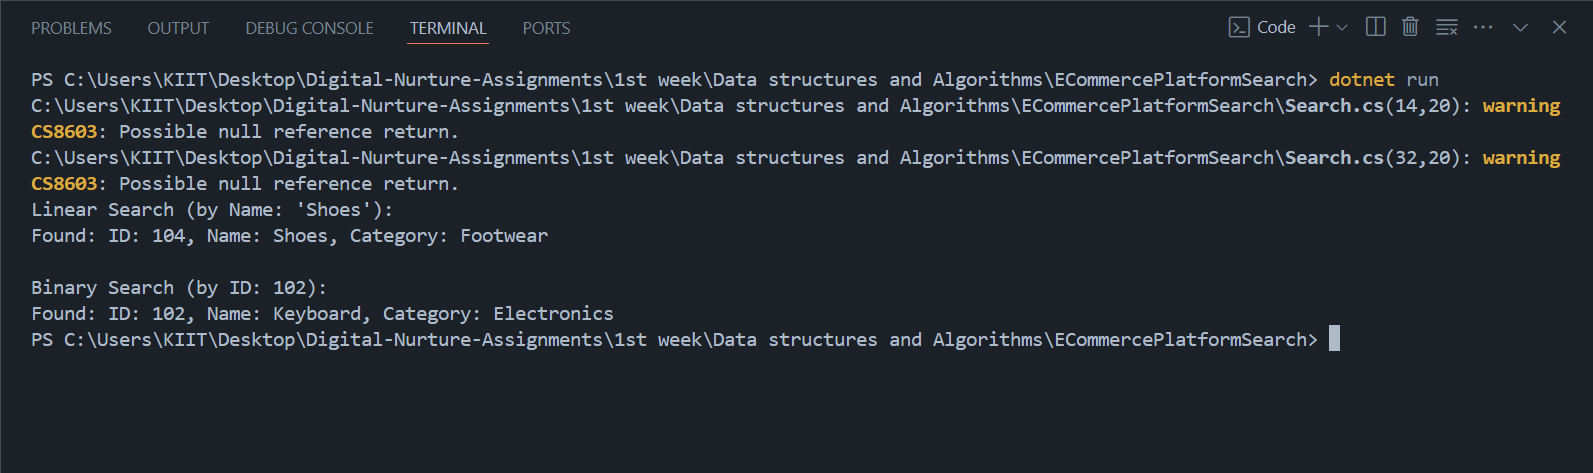 PROBLEMS OUTPUT DEBUG CONSOLE TERMINAL PORTS Code
PS C:\Users\KIIT\Desktop\Digital-Nurture-Assignments\1st week\Data structures and Algorithms\ECommercePlatformSearch> dotnet run
C:\Users\KIIT\Desktop\Digital-Nurture-Assignments\1st week\Data structures and Algorithms\ECommercePlatformSearch\Search.cs(14,20): warning
CS8603: Possible null reference return.
C:\Users\KIIT\Desktop\Digital-Nurture-Assignments\1st week\Data structures and Algorithms\ECommercePlatformSearch\Search.cs(32,20): warning
CS8603: Possible null reference return.
Linear Search (by Name: 'Shoes'):
Found: ID: 104, Name: Shoes, Category: Footwear
Binary Search (by ID: 102):
Found: ID: 102, Name: Keyboard, Category: Electronics
PS C:\Users\KIIT\Desktop\Digital-Nurture-Assignments\1st week\Data structures and Algorithms\ECommercePlatformSearch>